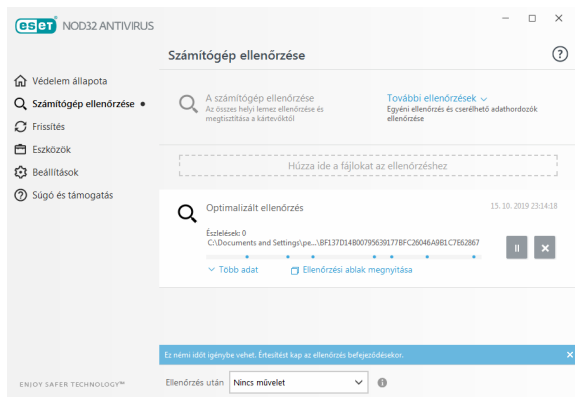 eset NOD32 ANTIVIRUS
Számítógép ellenőrzése
?
Védelem állapota
Számítógép ellenőrzése
Frissítés
Eszközök
Beállítások
Súgó és támogatás
A számítógép ellenőrzése
Az összes helyi lemez ellenőrzése és
megtisztítása a kártevőktől
További ellenőrzések
Egyéni ellenőrzés és cserélhető adathordozók
ellenőrzése
Húzza ide a fájlokat az ellenőrzéshez
Optimalizált ellenőrzés
15. 10. 2019 23:14:18
Észlelések: 0
C:\Documents and Settings\pe...\BF137D14B00795639177BFC26046A9B1C7E62867
Több adat
Ellenőrzési ablak megnyitása
Ez némi időt igénybe vehet. Értesítést kap az ellenőrzés befejeződésekor.
Ellenőrzés után
Nincs művelet
ENJOY SAFER TECHNOLOGY™